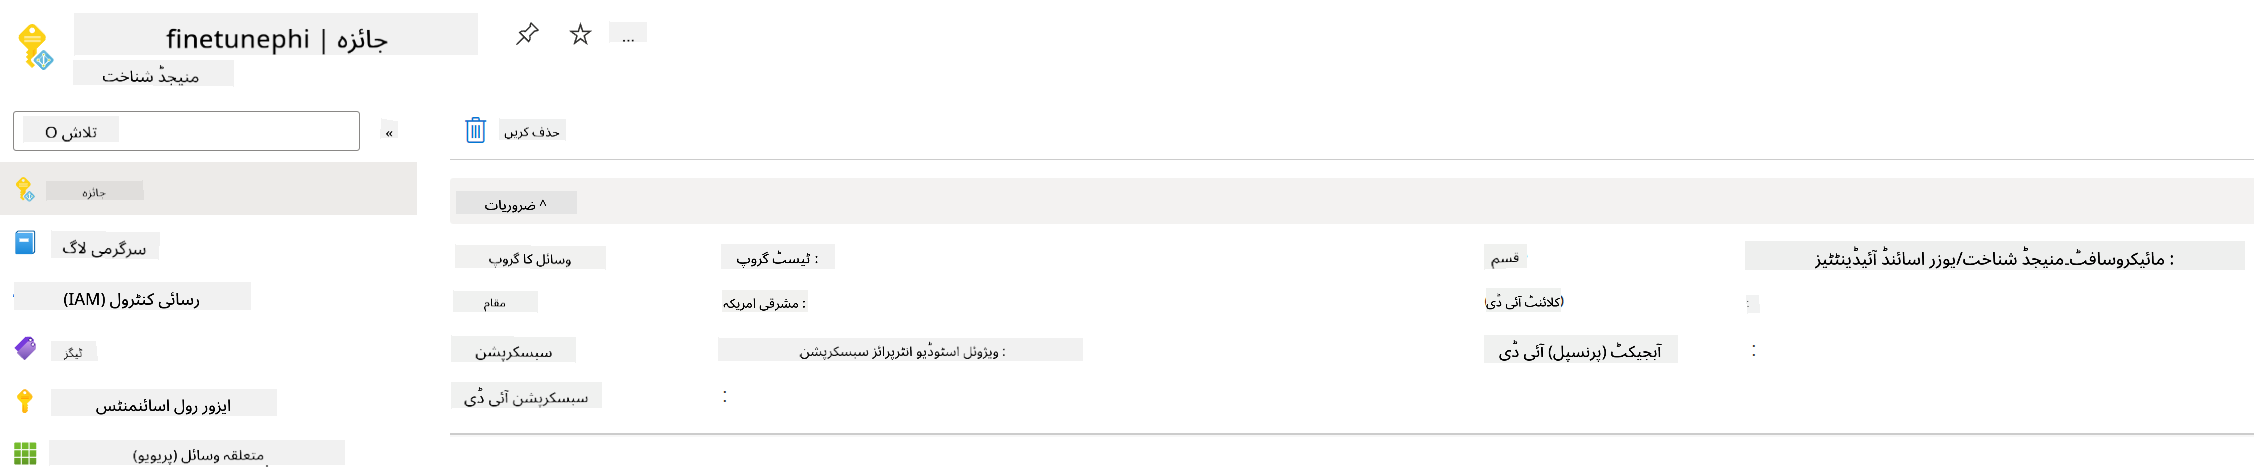 finetunephi | جائزہ
...
منیجڈ شناخت
تلاش O
»
حذف کریں
جائزہ
ضروریات ^
سرگرمی لاگ
وسائل کا گروپ
: ٹیسٹ گروپ
قسم
: مائیکروسافٹ۔منیجڈ شناخت/یوزر اسائنڈ آئیڈینٹٹیز
رسائی کنٹرول (IAM)
مقام
: مشرقی امریکہ
(کلائنٹ آئی ڈی)
:
ٹیگز
سبسکرپشن
: ویژوئل اسٹوڈیو انٹرپرائز سبسکرپشن
آبجیکٹ (پرنسپل) آئی ڈی
:
ایزور رول اسائنمنٹس
سبسکرپشن آئی ڈی
:
متعلقہ وسائل (پریویو)